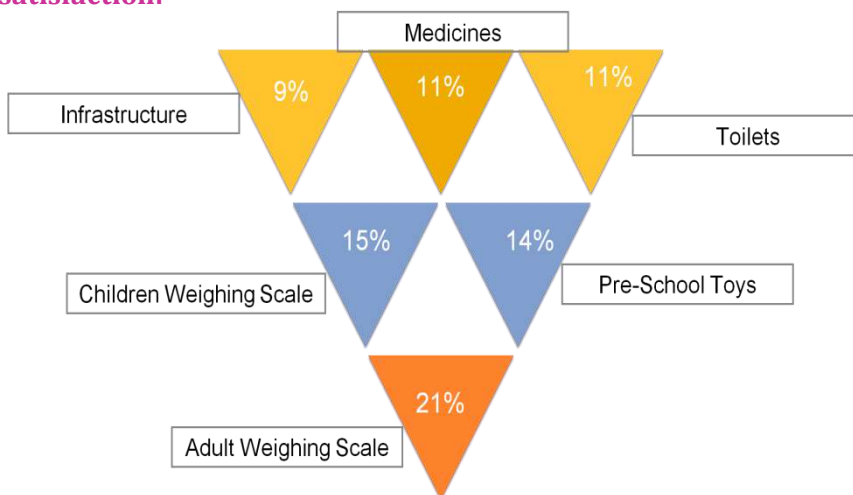 satisfaction.
Medicines
9%
11%
11%
Infrastructure
Toilets
15%
14%
Children Weighing Scale
Pre-School Toys
21%
Adult Weighing Scale